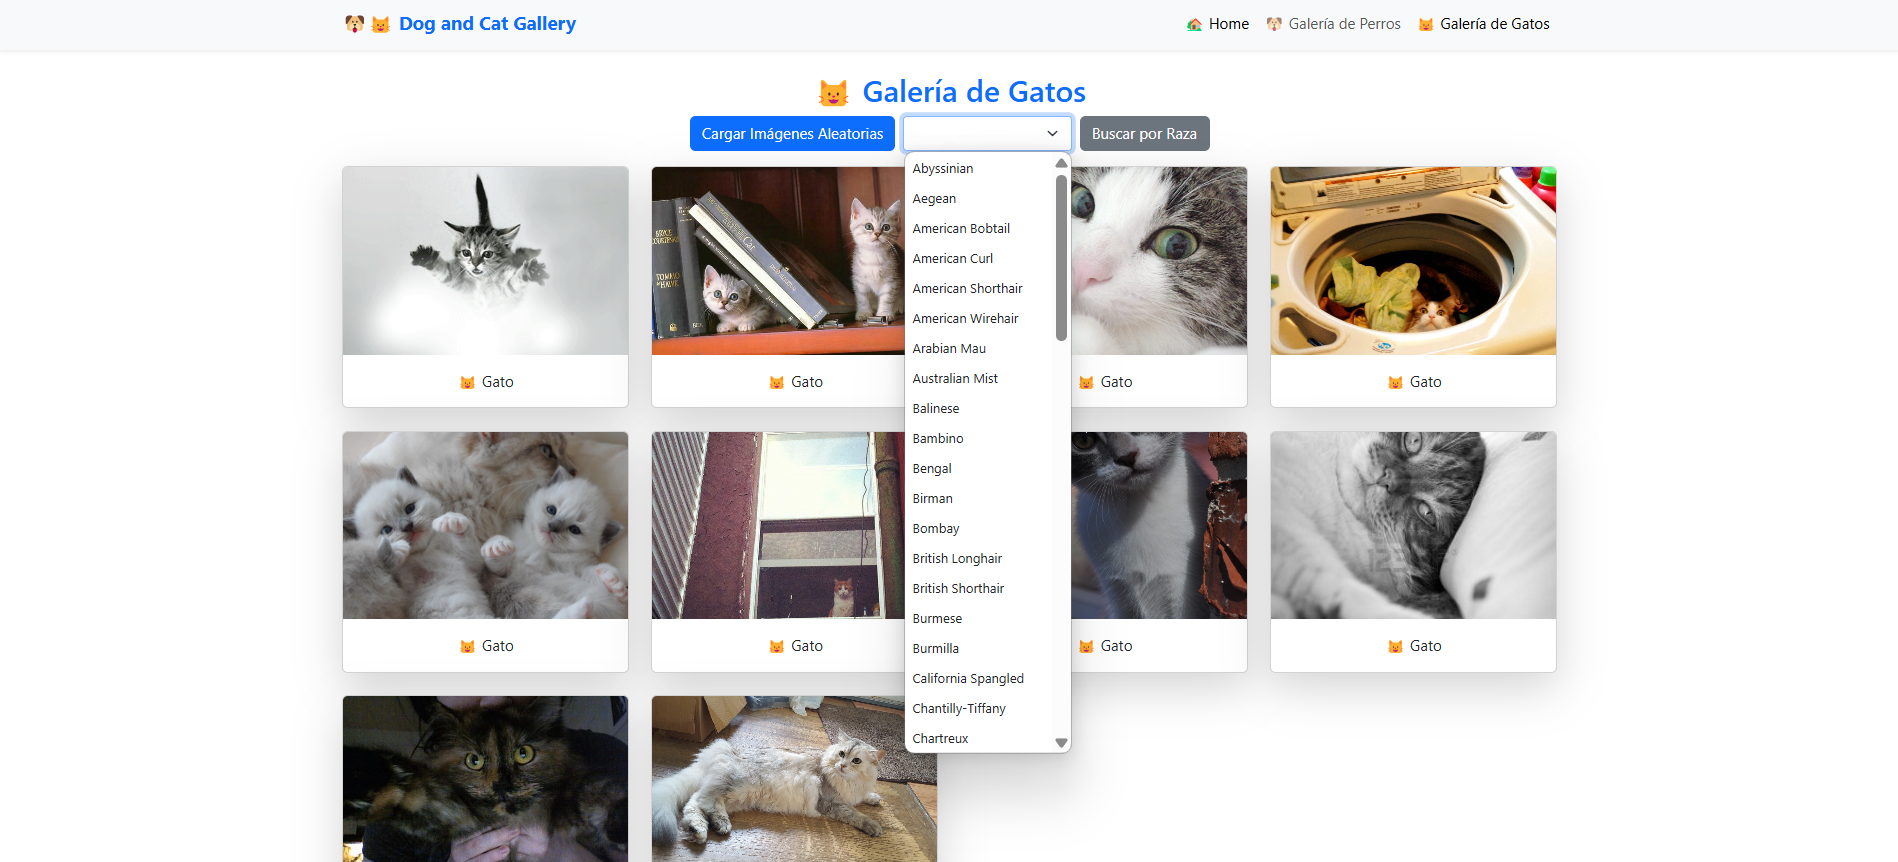 Dog and Cat Gallery
Home
Galería de Perros
Galería de Gatos
Galería de Gatos
Cargar Imágenes Aleatorias
Buscar por Raza
Abyssinian
Aegean
American Bobtail
American Curl
American Shorthair
American Wirehair
Arabian Mau
Australian Mist
Balinese
Bambino
Bengal
Birman
Bombay
British Longhair
British Shorthair
Burmese
Burmilla
California Spangled
Chantilly-Tiffany
Chartreux
Gato
Gato
Gato
Gato
Gato
Gato
Gato
Gato
123